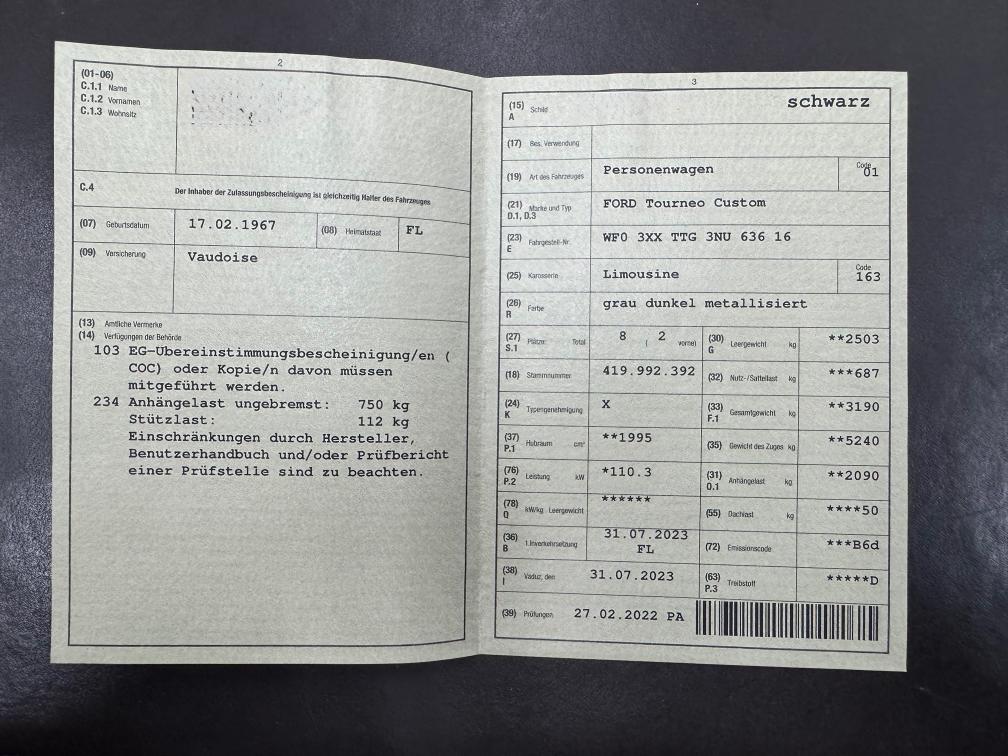 2
(01-06)
C.1.1 Name
C.1.2 Vornamen
C.1.3 Wohnsitz
C.4 Der Inhaber der Zulassungsbescheinigung ist gleichzeitig Halter des Fahrzeuges
(07) Geburtsdatum 17.02.1967 (08) Heimatstaat FL
(09) Versicherung Vaudoise
(13) Amtliche Vermerke
(14) Verfügungen der Behörde
103 EG-Übereinstimmungsbescheinigung/en (
COC) oder Kopie/n davon müssen
mitgeführt werden.
234 Anhängelast ungebremst: 750 kg
Stützlast: 112 kg
Einschränkungen durch Hersteller,
Benutzerhandbuch und/oder Prüfbericht
einer Prüfstelle sind zu beachten.
3
(15) A Schild schwarz
(17) Bes. Verwendung
(19) Art des Fahrzeuges Personenwagen Code 01
(21) D.1, D.3 Marke und Typ FORD Tourneo Custom
(23) E Fahrgestell-Nr. WF0 3XX TTG 3NU 636 16
(25) Karosserie Limousine Code 163
(26) R Farbe grau dunkel metallisiert
(27) S.1 Plätze: Total 8 ( 2 vorne) (30) G Leergewicht kg **2503
(18) Stammnummer 419.992.392 (32) Nutz-/Sattellast kg ***687
(24) K Typengenehmigung X (33) F.1 Gesamtgewicht kg **3190
(37) P.1 Hubraum cm³ **1995 (35) Gewicht des Zuges kg **5240
(76) P.2 Leistung kW *110.3 (31) O.1 Anhängelast kg **2090
(78) Q kW/kg Leergewicht ****** (55) Dachlast kg ****50
(36) B 1.Inverkehrsetzung 31.07.2023 FL (72) Emissionscode ***B6d
(38) I Vaduz, den 31.07.2023 (63) P.3 Treibstoff *****D
(39) Prüfungen 27.02.2022 PA